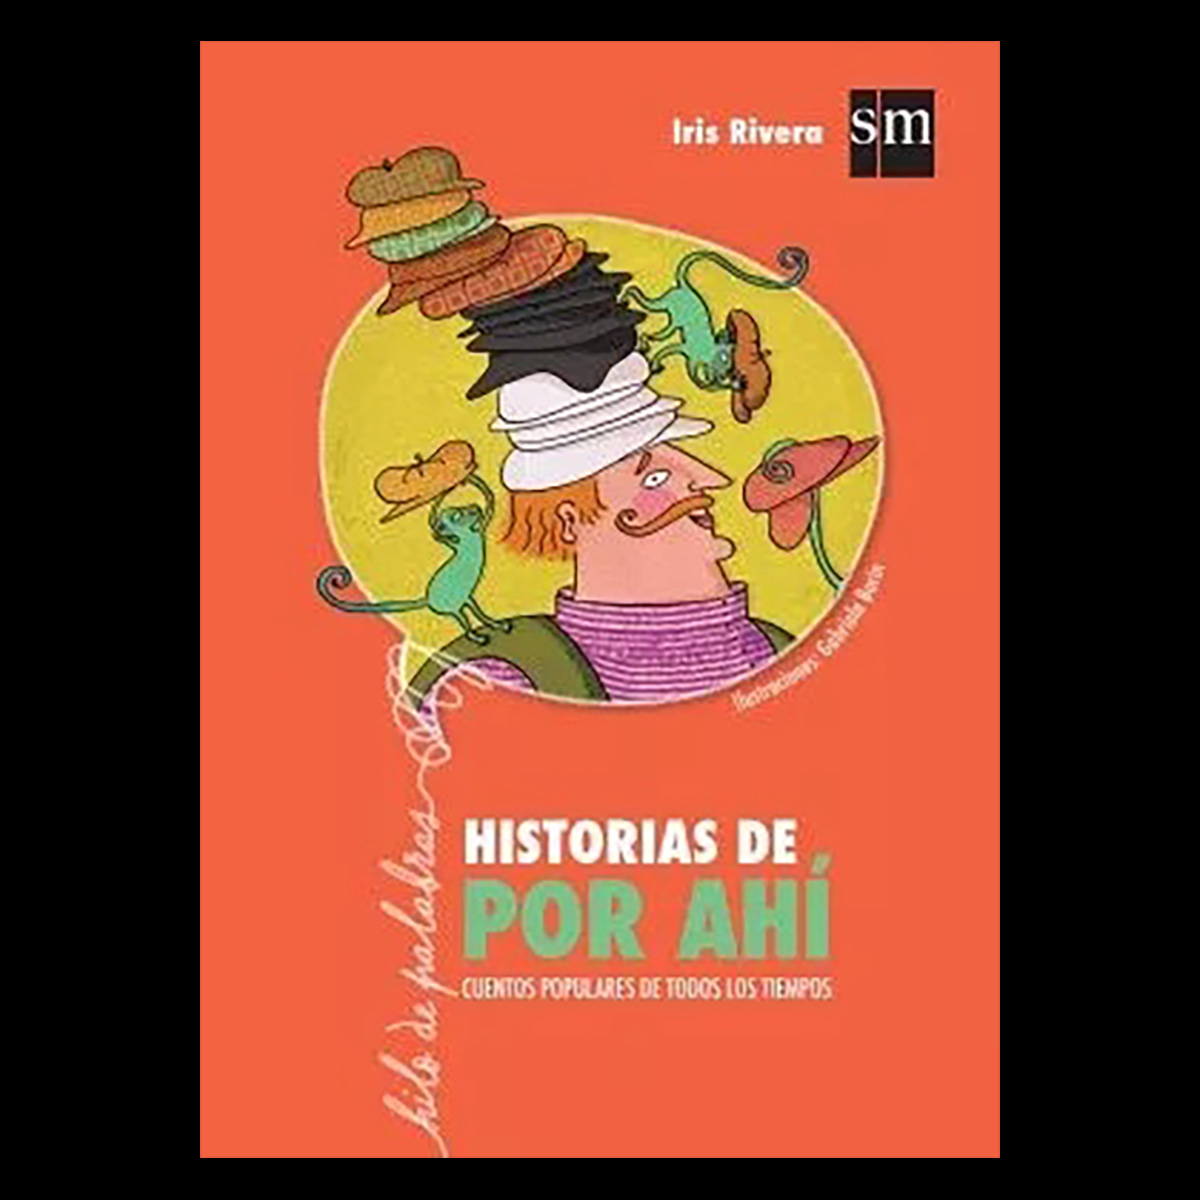 Iris Rivera
sm
Ilustraciones: Gabriela Burin
HISTORIAS DE
POR AHÍ
CUENTOS POPULARES DE TODOS LOS TIEMPOS
hilo de palabras